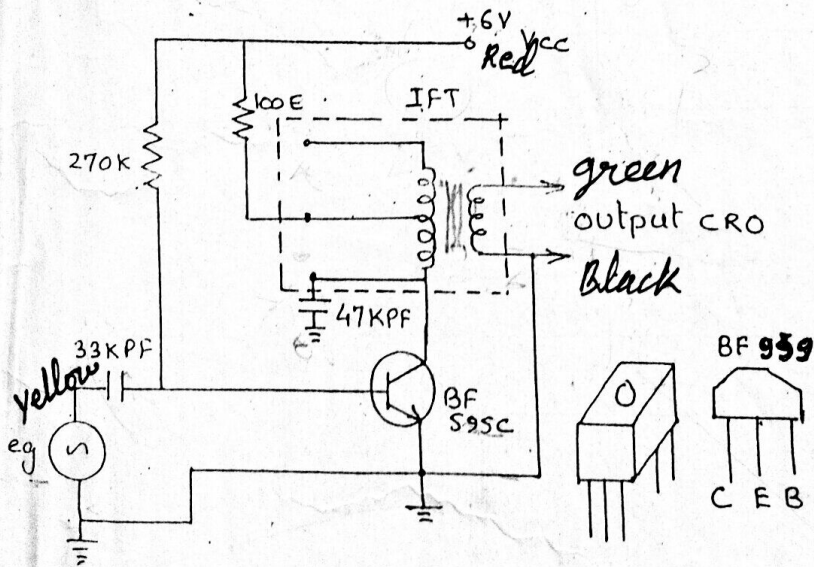 +6V
VCC
Red
100E
IFT
270K
green
output CRO
Black
47KPF
33KPF
yellow
BF
595C
eg
BF 959
C E B